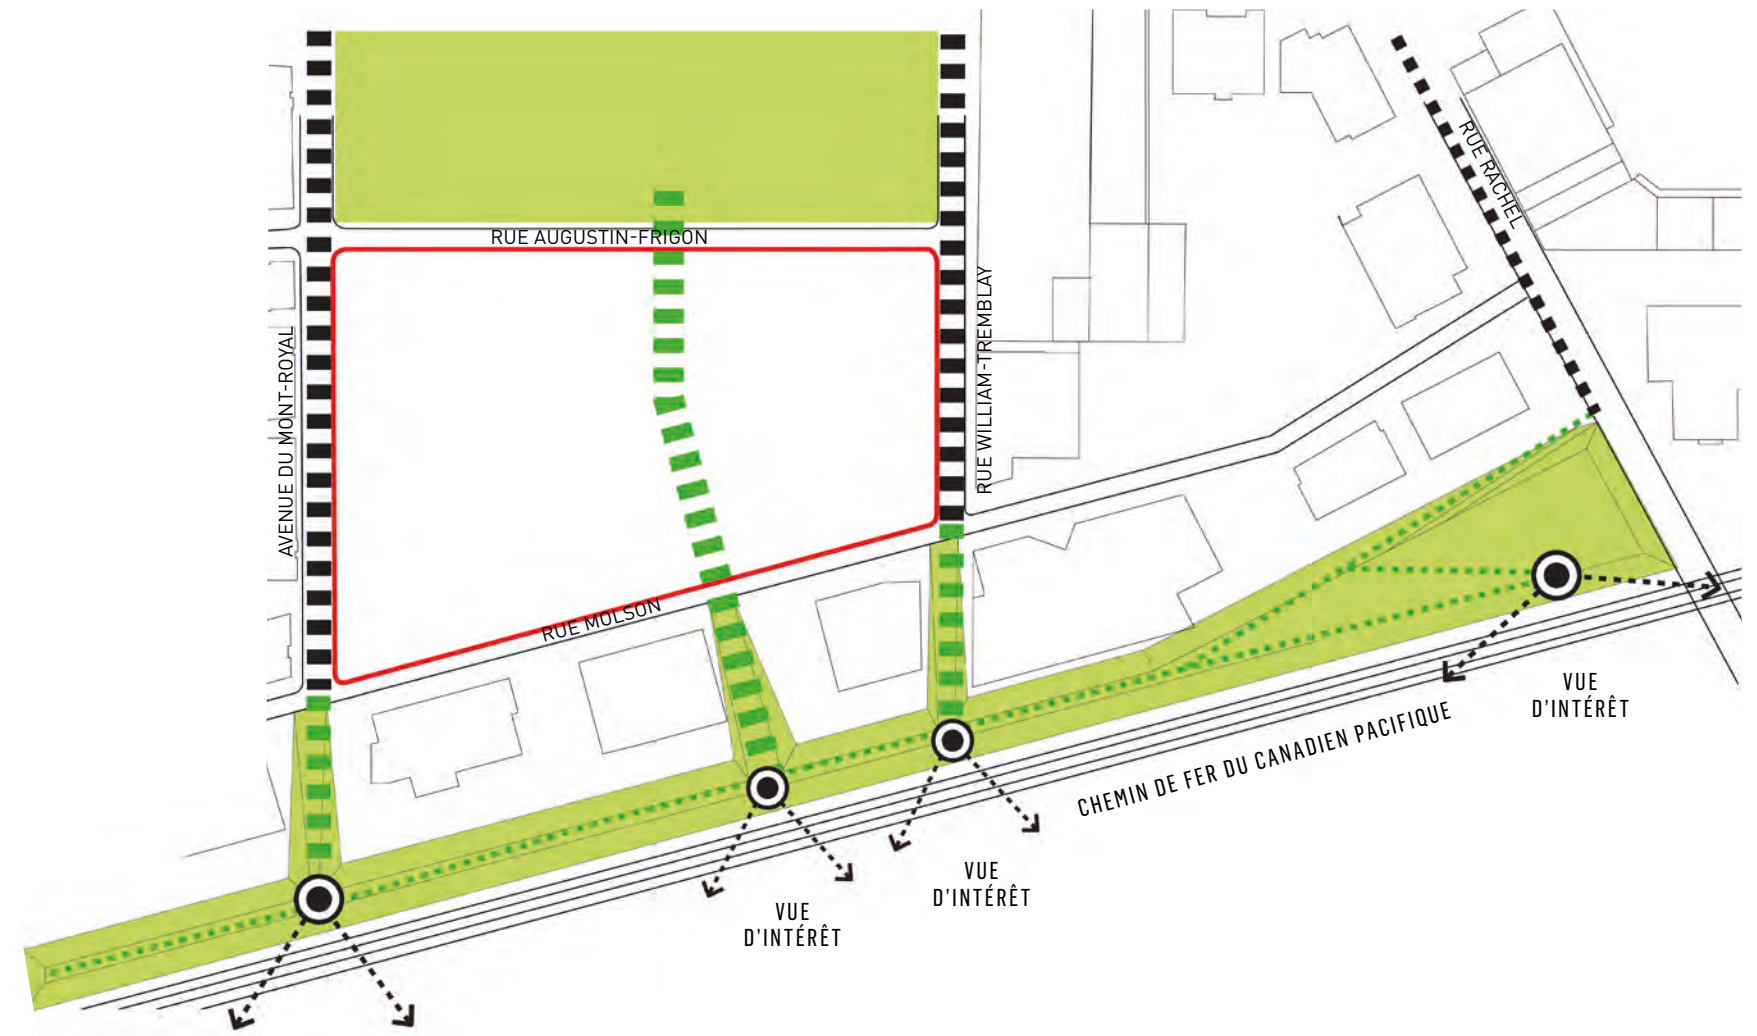 RUE RACHEL
RUE AUGUSTIN-FRIGON
AVENUE DU MONT-ROYAL
RUE WILLIAM-TREMBLAY
RUE MOLSON
VUE
D'INTÉRÊT
CHEMIN DE FER DU CANADIEN PACIFIQUE
VUE
D'INTÉRÊT
VUE
D'INTÉRÊT